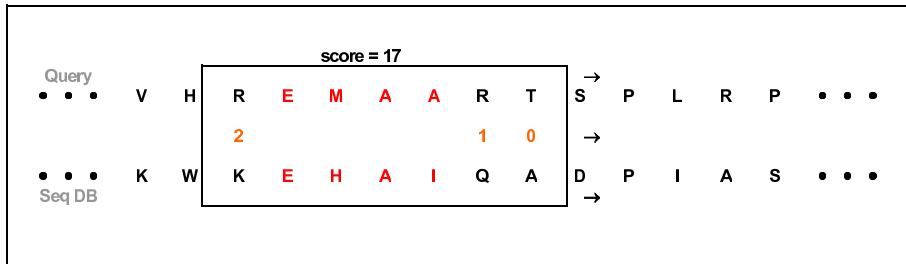 score = 17
Query
• • • V H R E M A A R T S P L R P • • •
→
2 1 0 →
• • • K W K E H A I Q A D P I A S • • •
Seq DB →